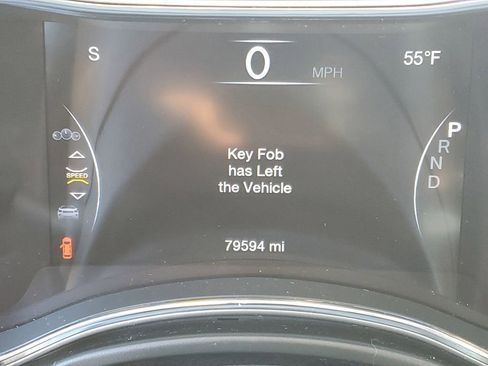 S
0 MPH
55°F
P
R
N
D
SPEED
Key Fob
has Left
the Vehicle
79594 mi